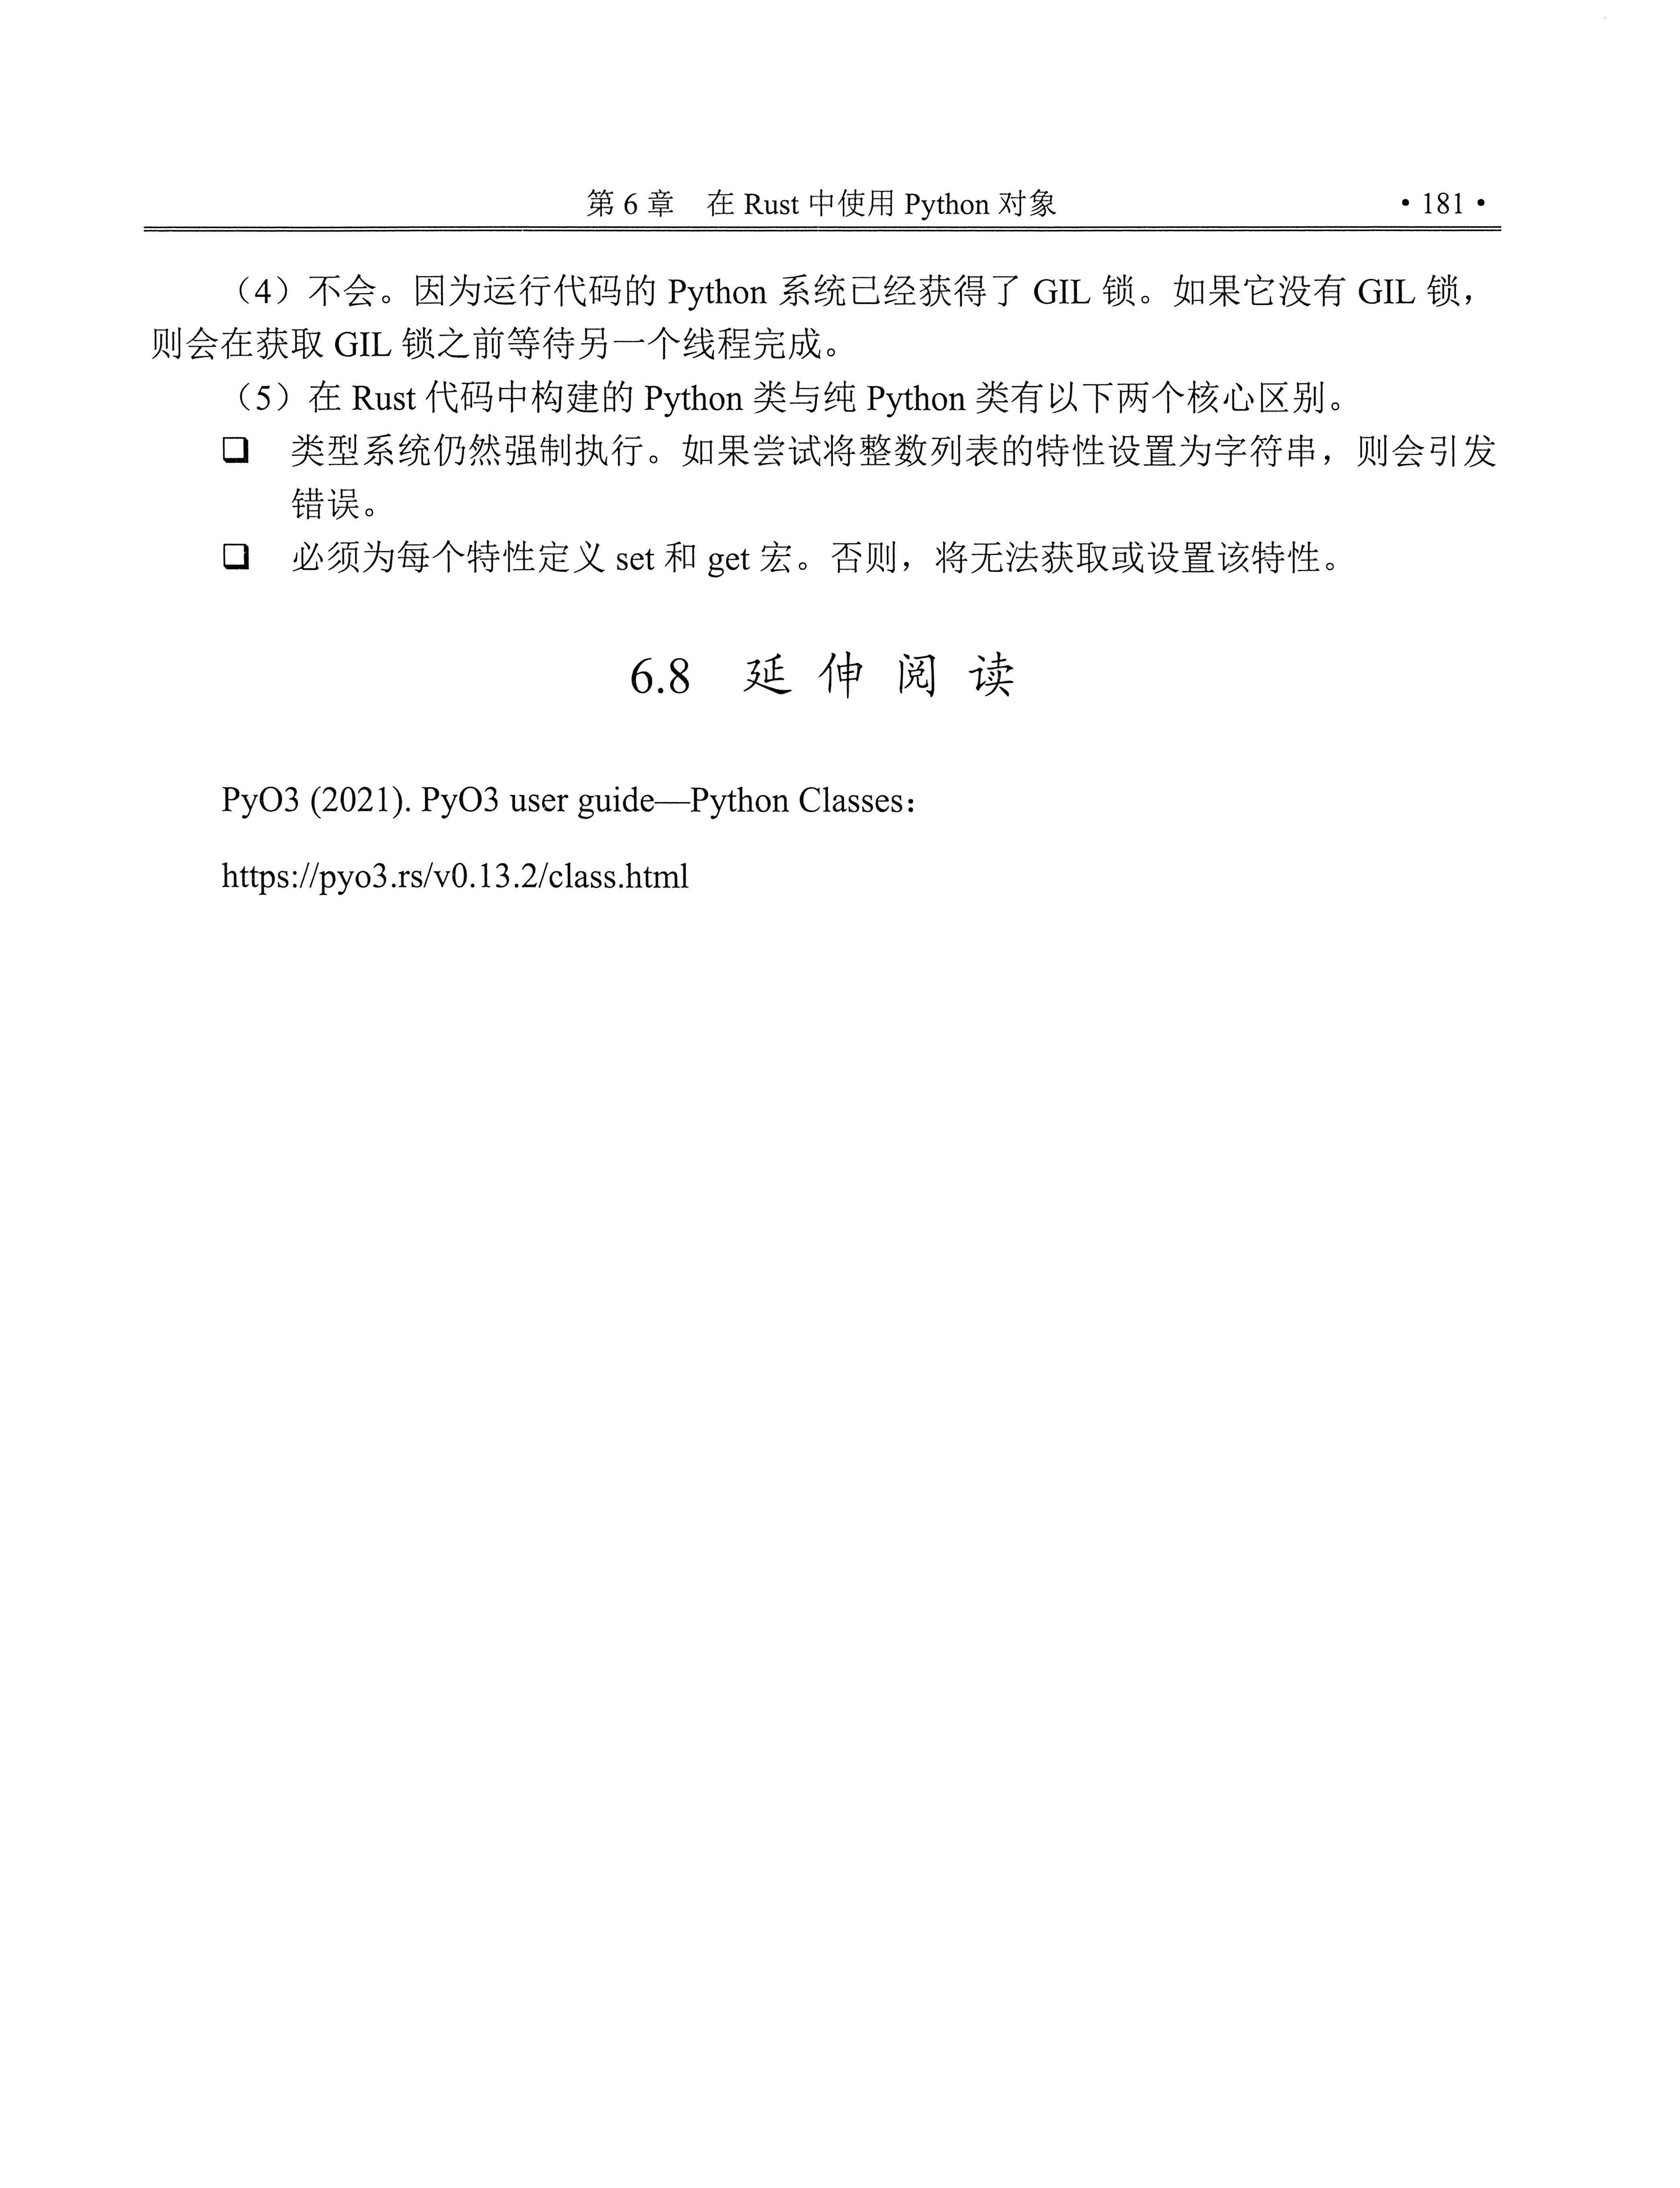 第 6 章　在 Rust 中使用 Python 对象　• 181 •
（4）不会。因为运行代码的 Python 系统已经获得了 GIL 锁。如果它没有 GIL 锁，
则会在获取 GIL 锁之前等待另一个线程完成。
（5）在 Rust 代码中构建的 Python 类与纯 Python 类有以下两个核心区别。
❑ 类型系统仍然强制执行。如果尝试将整数列表的特性设置为字符串，则会引发
错误。
❑ 必须为每个特性定义 set 和 get 宏。否则，将无法获取或设置该特性。
6.8 延 伸 阅 读
PyO3 (2021). PyO3 user guide—Python Classes：
https://pyo3.rs/v0.13.2/class.html